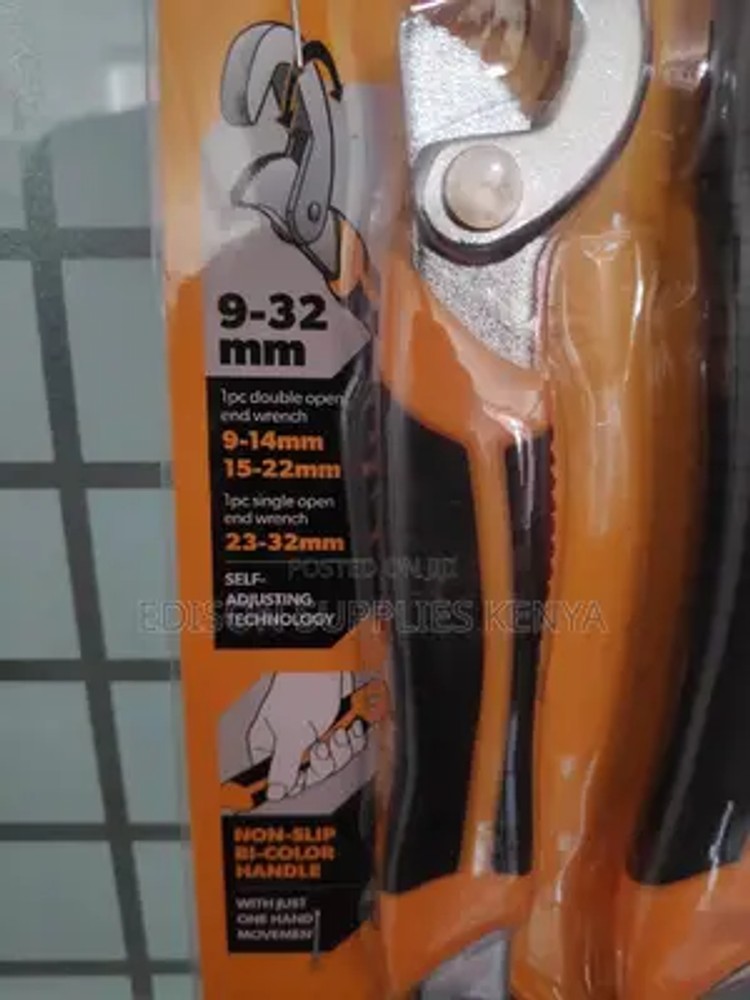 9-32
mm
1pc double open
end wrench
9-14mm
15-22mm
1pc single open
end wrench
23-32mm
POSTED ON JIJI
SELF-
ADJUSTING
TECHNOLOGY
EDISON SUPPLIES KENYA
NON-SLIP
BI-COLOR
HANDLE
WITH JUST
ONE HAND
MOVEMENT